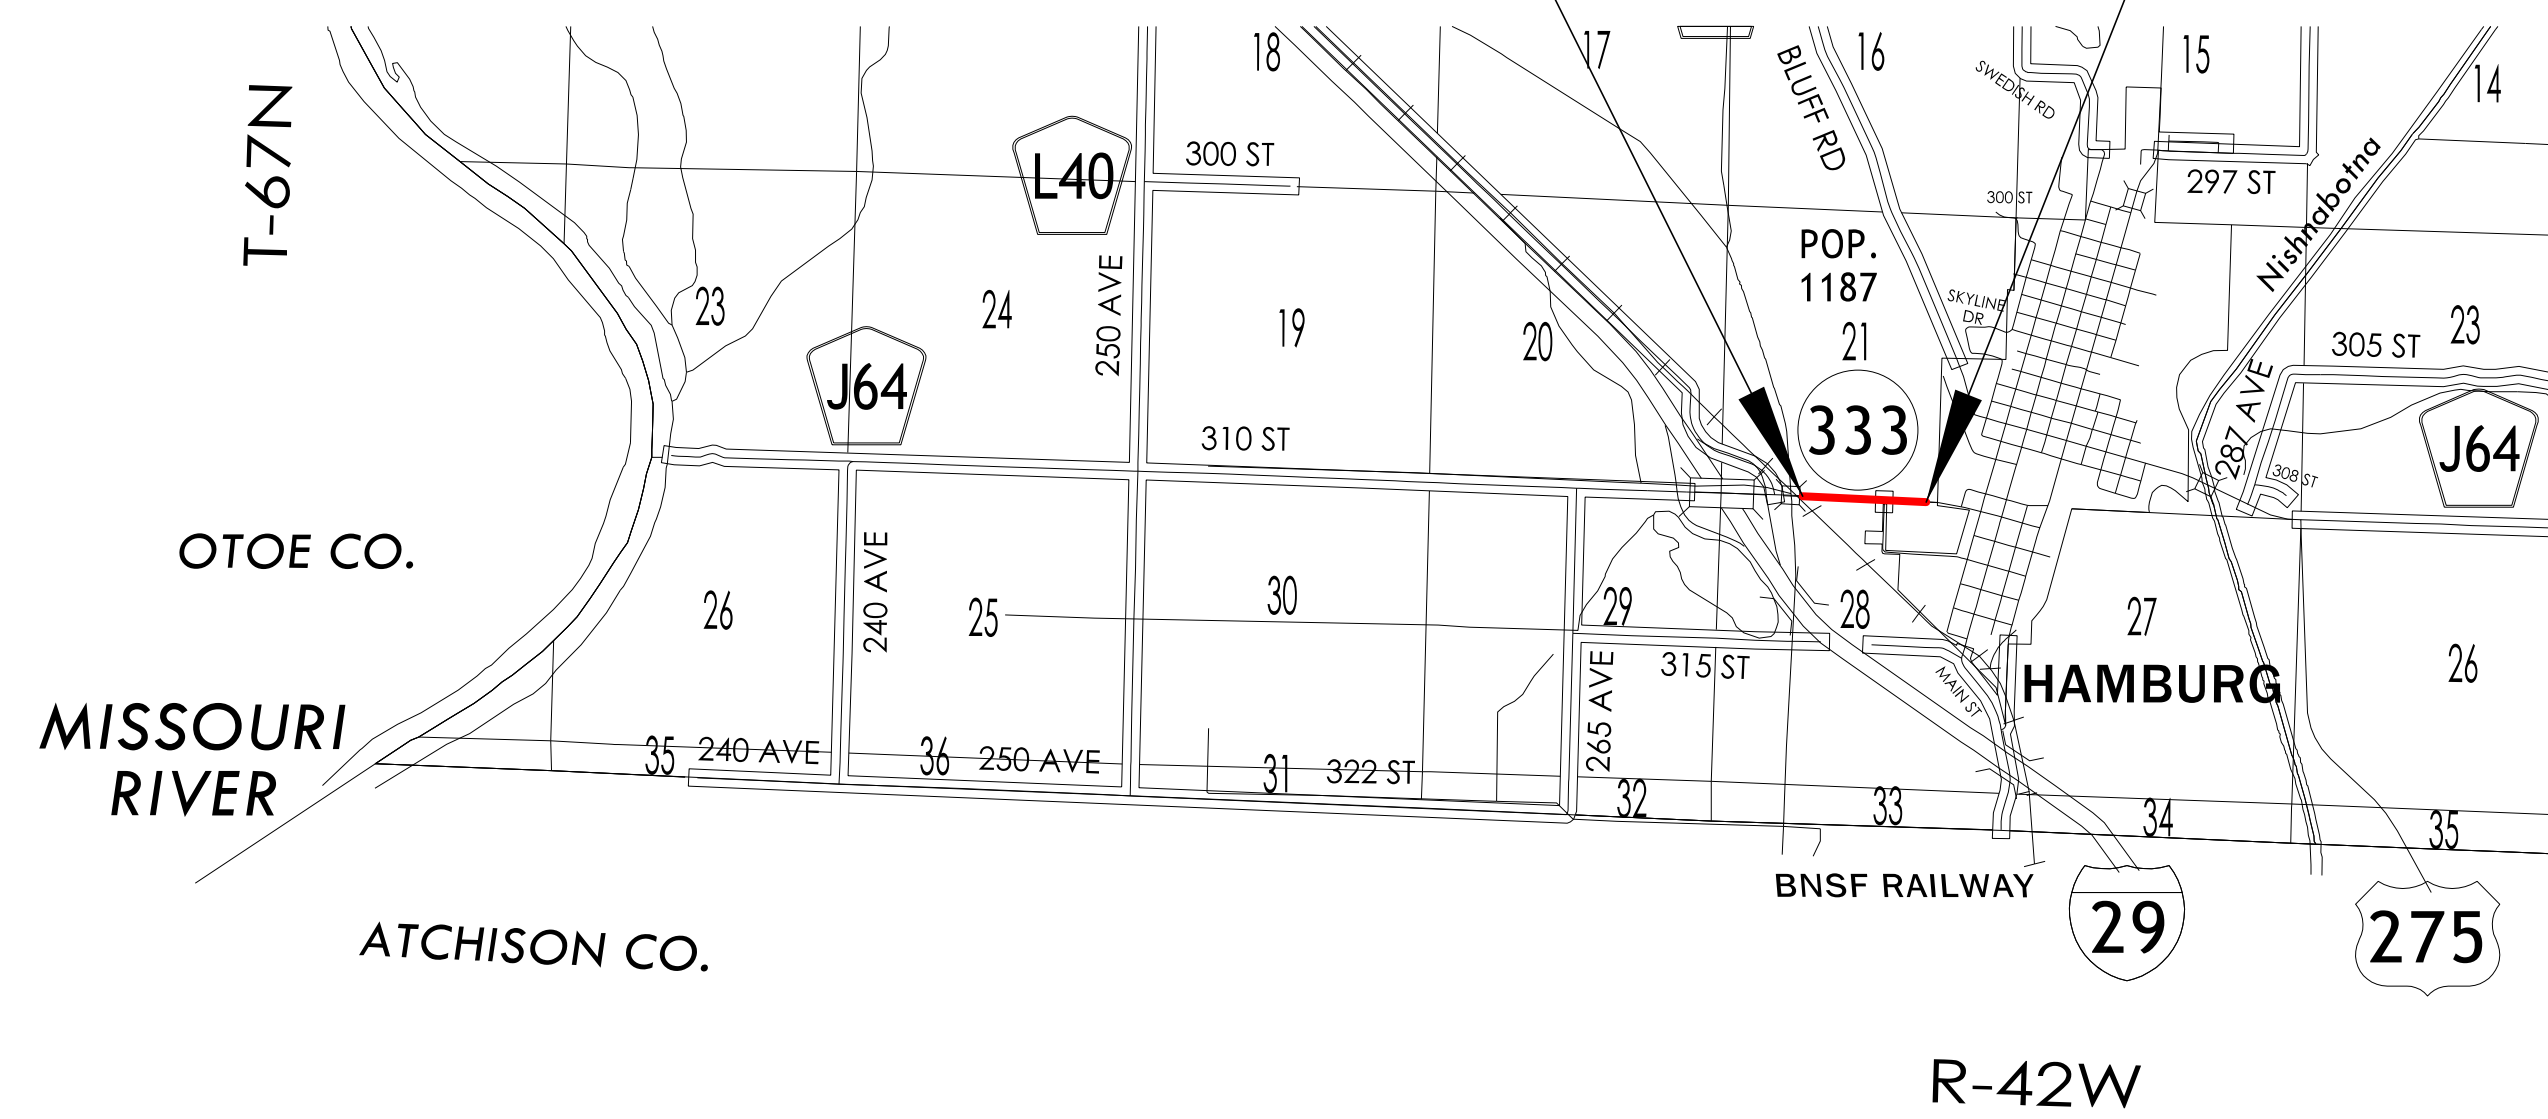 18
17
16
15
14
BLUFF RD
SWEDISH RD
T-67N
L40
300 ST
300 ST
297 ST
Nishnabotna
POP.
1187
SKYLINE
DR
23
24
250 AVE
19
20
21
23
305 ST
J64
333
287 AVE
J64
310 ST
308 ST
OTOE CO.
240 AVE
26
25
30
29
28
27
26
315 ST
265 AVE
MAIN ST
HAMBURG
MISSOURI
RIVER
35
240 AVE
36
250 AVE
31
322 ST
32
33
34
35
BNSF RAILWAY
29
275
ATCHISON CO.
R-42W